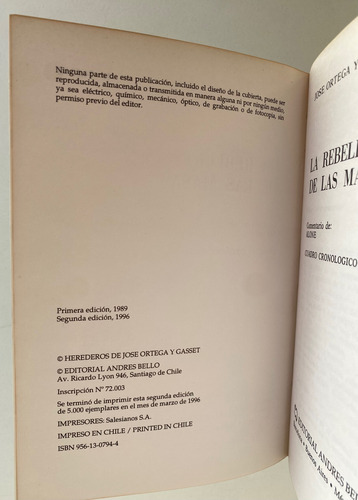 Ninguna parte de esta publicación, incluido el diseño de la cubierta, puede ser
reproducida, almacenada o transmitida en manera alguna ni por ningún medio,
ya sea eléctrico, químico, mecánico, óptico, de grabación o de fotocopia, sin
permiso previo del editor.
Primera edición, 1989
Segunda edición, 1996
© HEREDEROS DE JOSE ORTEGA Y GASSET
© EDITORIAL ANDRES BELLO
Av. Ricardo Lyon 946, Santiago de Chile
Inscripción Nº 72.003
Se terminó de imprimir esta segunda edición
de 5.000 ejemplares en el mes de marzo de 1996
IMPRESORES: Salesianos S.A.
IMPRESO EN CHILE / PRINTED IN CHILE
ISBN 956-13-0794-4
JOSE ORTEGA Y
LA REBELI
DE LAS MA
Comentario de:
ALONE
CUADRO CRONOLOGICO
EDITORIAL ANDRES BE
Buenos Aires